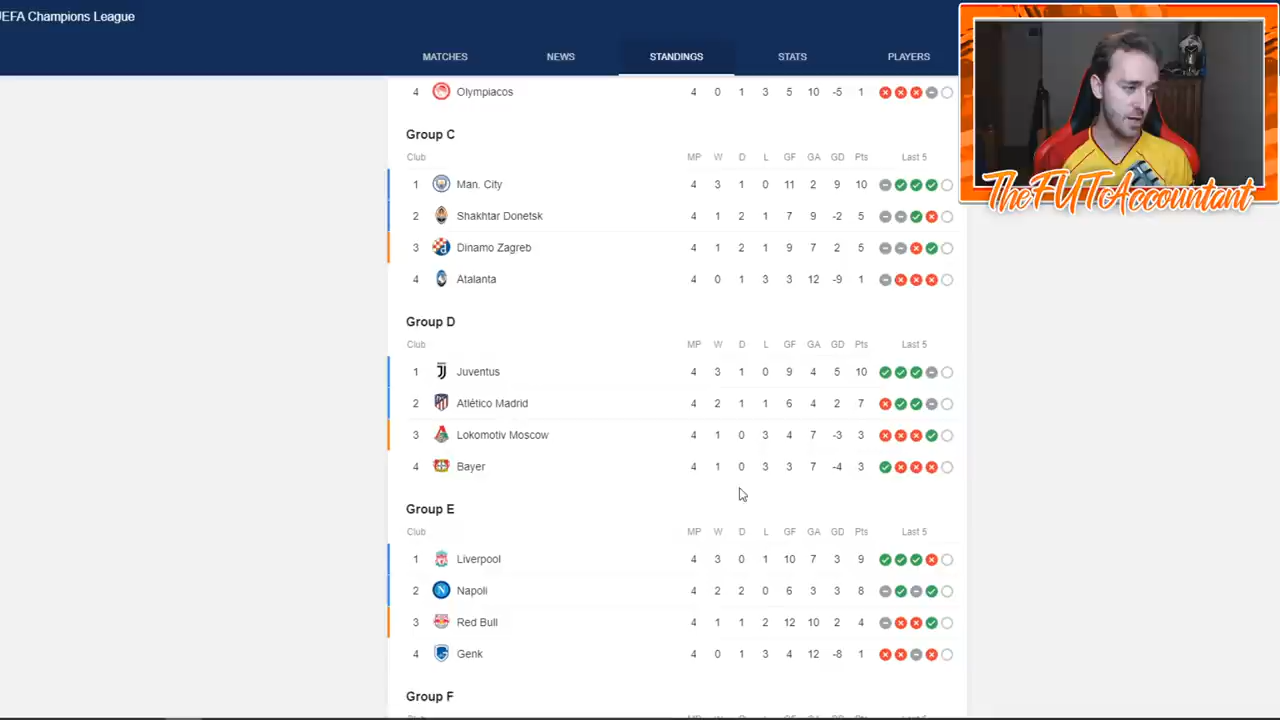 UEFA Champions League
MATCHES NEWS STANDINGS STATS PLAYERS
4 Olympiacos 4 0 1 3 5 10 -5 1
Group C
Club MP W D L GF GA GD Pts Last 5
1 Man. City 4 3 1 0 11 2 9 10
2 Shakhtar Donetsk 4 1 2 1 7 9 -2 5
3 Dinamo Zagreb 4 1 2 1 9 7 2 5
4 Atalanta 4 0 1 3 3 12 -9 1
Group D
Club MP W D L GF GA GD Pts Last 5
1 Juventus 4 3 1 0 9 4 5 10
2 Atlético Madrid 4 2 1 1 6 4 2 7
3 Lokomotiv Moscow 4 1 0 3 4 7 -3 3
4 Bayer 4 1 0 3 3 7 -4 3
Group E
Club MP W D L GF GA GD Pts Last 5
1 Liverpool 4 3 0 1 10 7 3 9
2 Napoli 4 2 2 0 6 3 3 8
3 Red Bull 4 1 1 2 12 10 2 4
4 Genk 4 0 1 3 4 12 -8 1
Group F
TheFUTAccountant